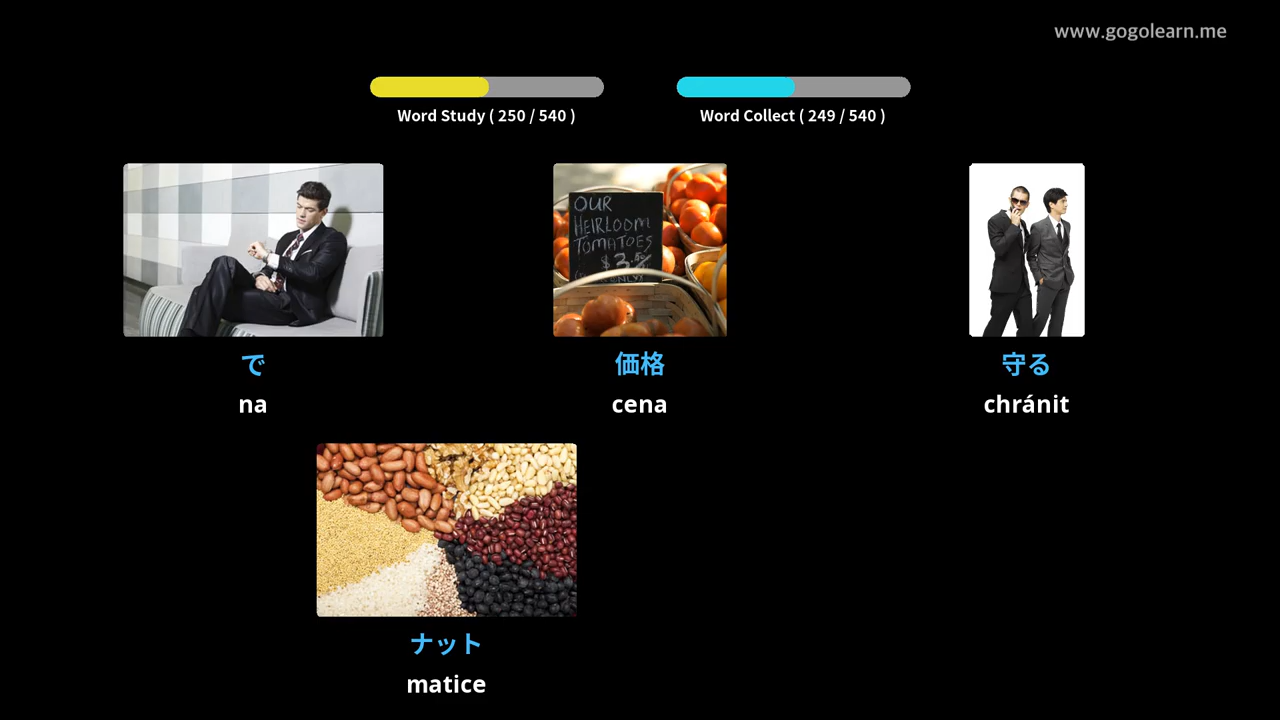 www.gogolearn.me
Word Study ( 250 / 540 )
Word Collect ( 249 / 540 )
OUR
HEIRLOOM
TOMATOES
で
na
価格
cena
守る
chránit
ナット
matice